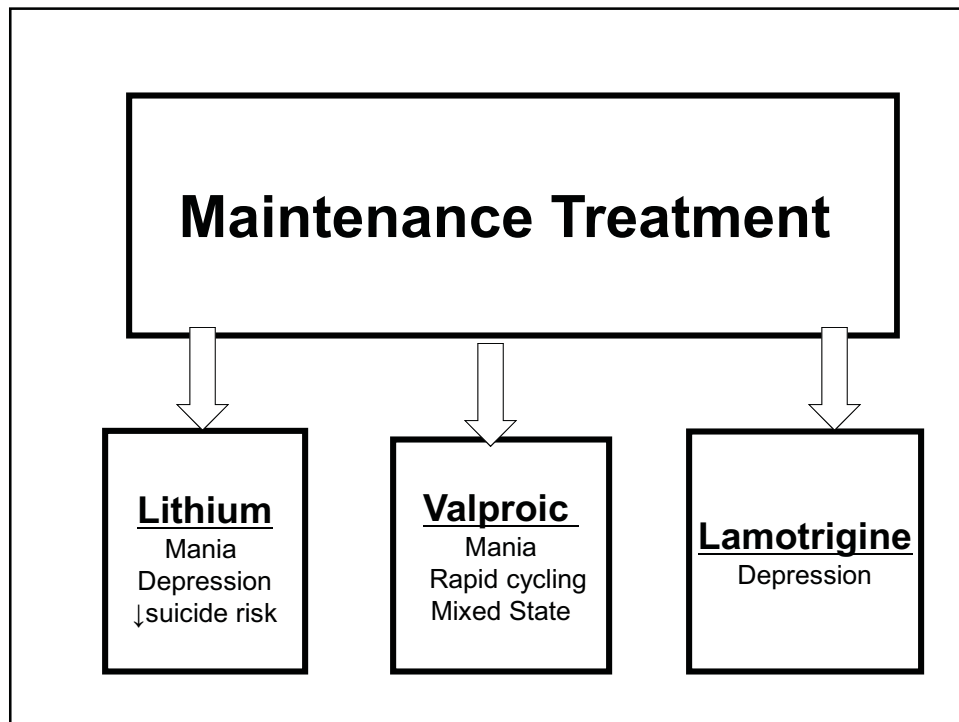 Maintenance Treatment
Lithium
Mania
Depression
↓suicide risk
Valproic
Mania
Rapid cycling
Mixed State
Lamotrigine
Depression